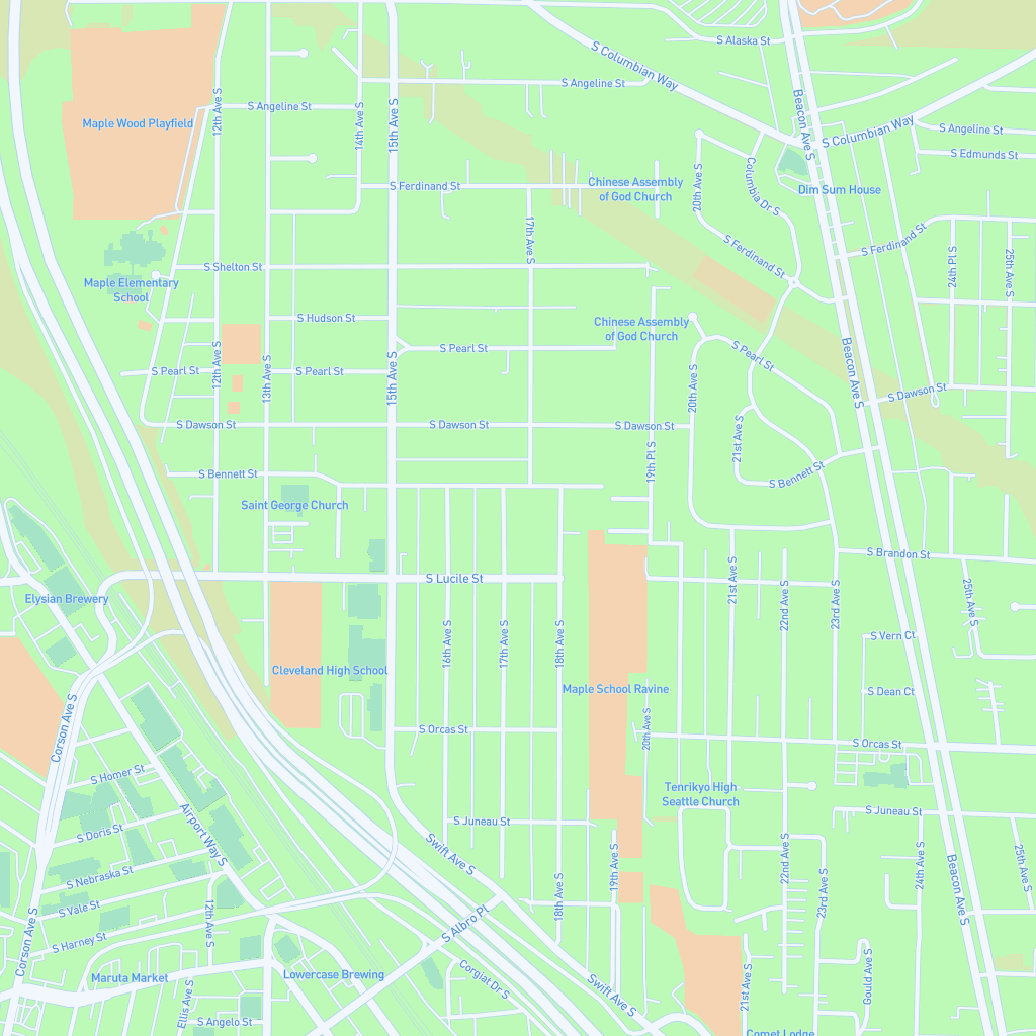 S Alaska St
S Columbian Way
S Angeline St
S Angeline St
Maple Wood Playfield
12th Ave S
14th Ave S
15th Ave S
Beacon Ave S
S Columbian Way
S Angeline St
S Edmunds St
S Ferdinand St
Chinese Assembly
of God Church
20th Ave S
Columbia Dr S
Dim Sum House
17th Ave S
S Ferdinand St
S Ferdinand St
24th Pl S
25th Ave S
S Shelton St
Maple Elementary
School
S Hudson St
Chinese Assembly
of God Church
S Pearl St
S Pearl St
S Pearl St
S Pearl St
12th Ave S
13th Ave S
15th Ave S
20th Ave S
Beacon Ave S
S Dawson St
S Dawson St
S Dawson St
S Dawson St
21st Ave S
19th Pl S
S Bennett St
S Bennett St
Saint George Church
S Brandon St
S Lucile St
21st Ave S
22nd Ave S
23rd Ave S
25th Ave S
Elysian Brewery
16th Ave S
17th Ave S
18th Ave S
S Vern Ct
Cleveland High School
Maple School Ravine
S Dean Ct
Corson Ave S
S Orcas St
20th Ave S
S Orcas St
S Homer St
Tenrikyo High
Seattle Church
Airport Way S
S Juneau St
S Juneau St
S Doris St
Swift Ave S
19th Ave S
22nd Ave S
23rd Ave S
24th Ave S
Beacon Ave S
25th Ave S
S Nebraska St
S Vale St
12th Ave S
18th Ave S
S Albro Pl
Corson Ave S
S Harney St
Maruta Market
Lowercase Brewing
Corgiat Dr S
Swift Ave S
21st Ave S
Gould Ave S
Ellis Ave S
S Angelo St
Comet Lodge